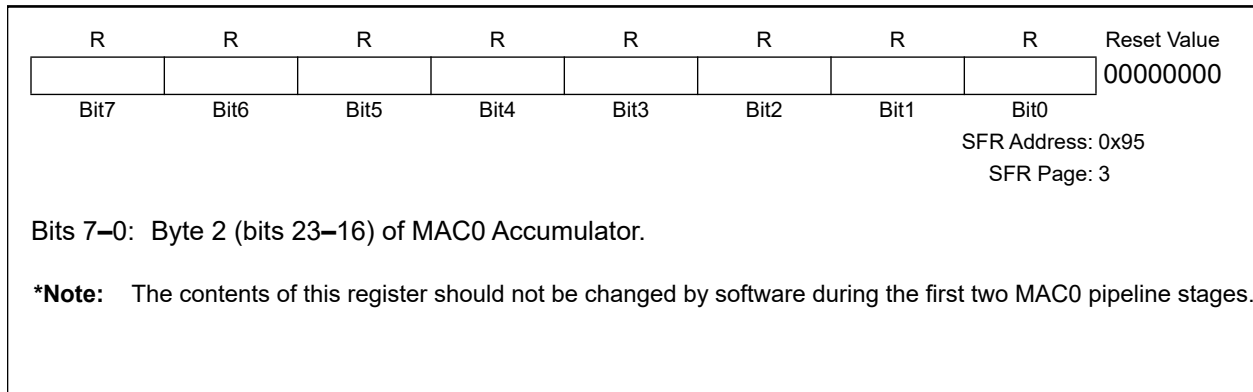 R R R R R R R R Reset Value
00000000
Bit7 Bit6 Bit5 Bit4 Bit3 Bit2 Bit1 Bit0
SFR Address: 0x95
SFR Page: 3
Bits 7–0: Byte 2 (bits 23–16) of MAC0 Accumulator.
*Note: The contents of this register should not be changed by software during the first two MAC0 pipeline stages.